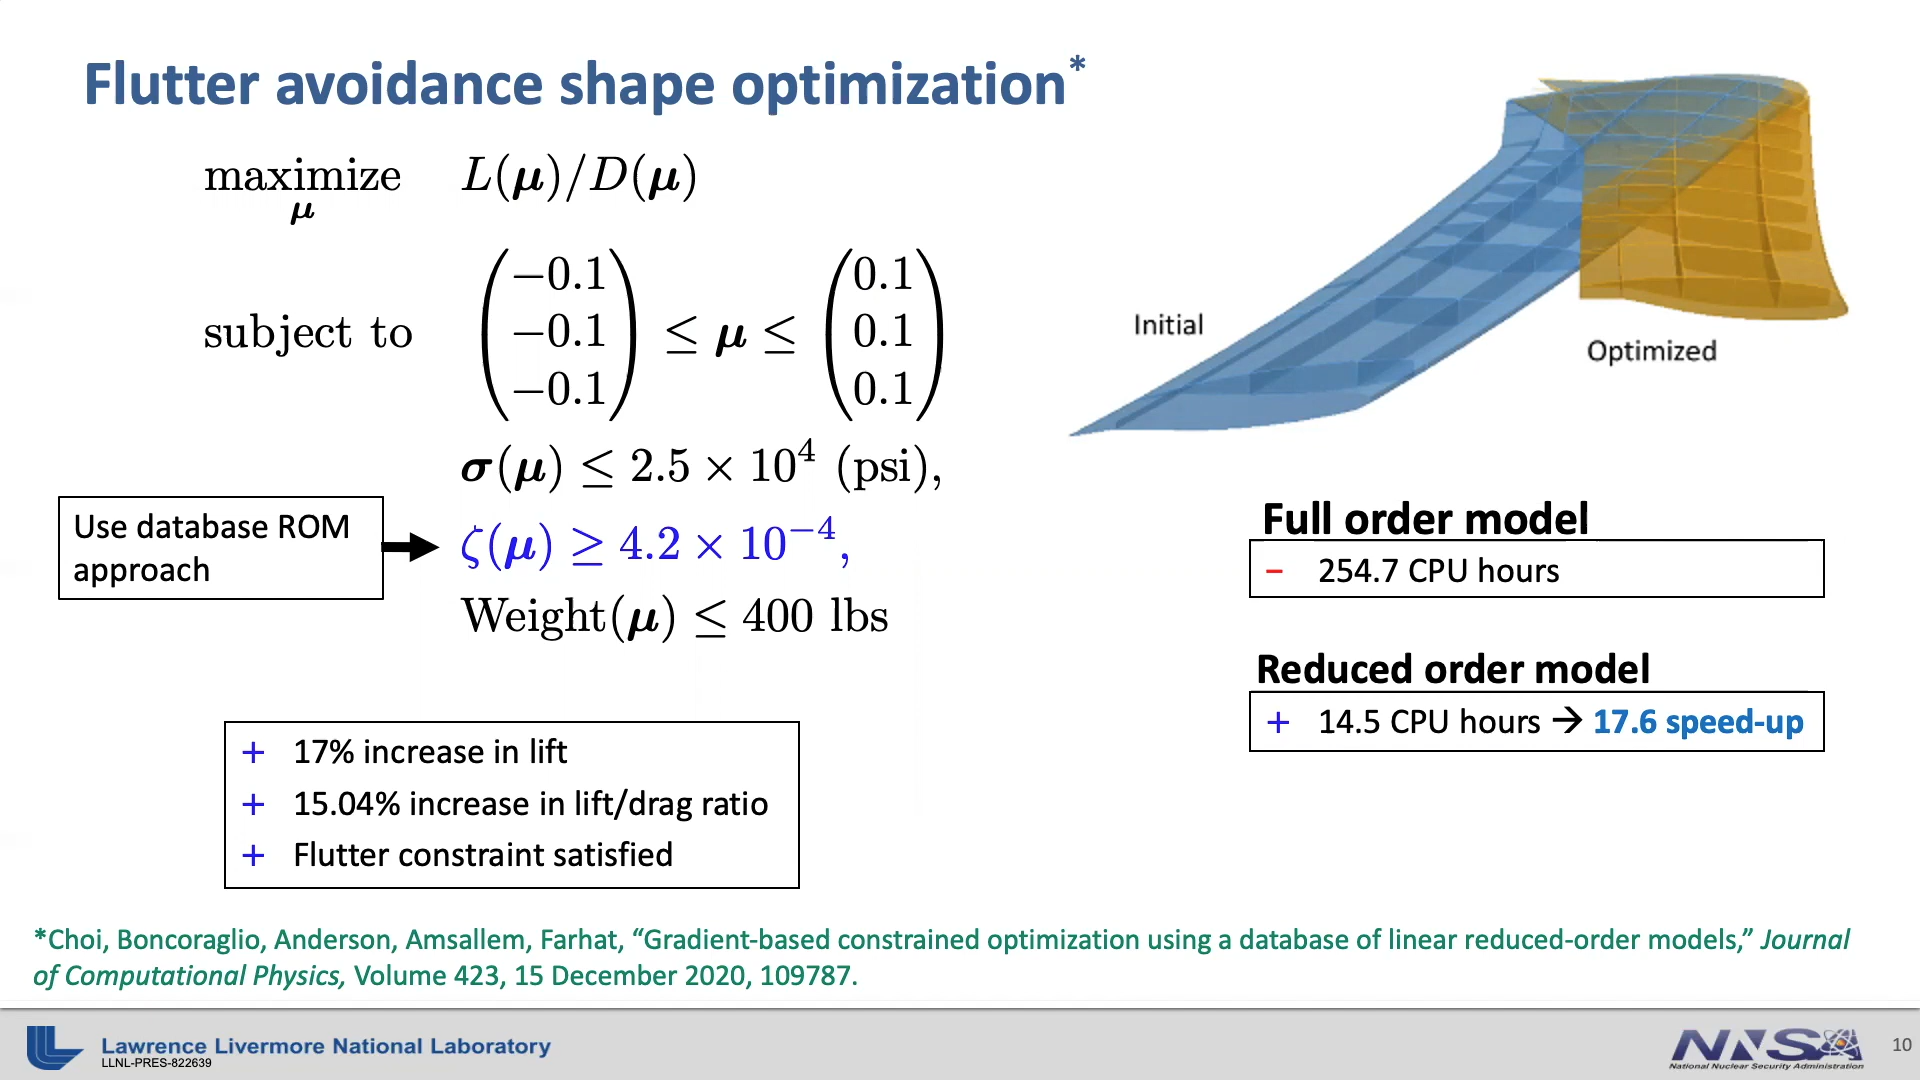 Flutter avoidance shape optimization*
maximize L(μ)/D(μ)
μ
subject to (−0.1 −0.1 −0.1) ≤ μ ≤ (0.1 0.1 0.1)
σ(μ) ≤ 2.5 × 10⁴ (psi),
Use database ROM
approach
ζ(μ) ≥ 4.2 × 10⁻⁴,
Weight(μ) ≤ 400 lbs
Initial
Optimized
Full order model
− 254.7 CPU hours
Reduced order model
+ 14.5 CPU hours → 17.6 speed-up
+ 17% increase in lift
+ 15.04% increase in lift/drag ratio
+ Flutter constraint satisfied
*Choi, Boncoraglio, Anderson, Amsallem, Farhat, “Gradient-based constrained optimization using a database of linear reduced-order models,” Journal
of Computational Physics, Volume 423, 15 December 2020, 109787.
Lawrence Livermore National Laboratory
LLNL-PRES-822639
NNSA
National Nuclear Security Administration
10